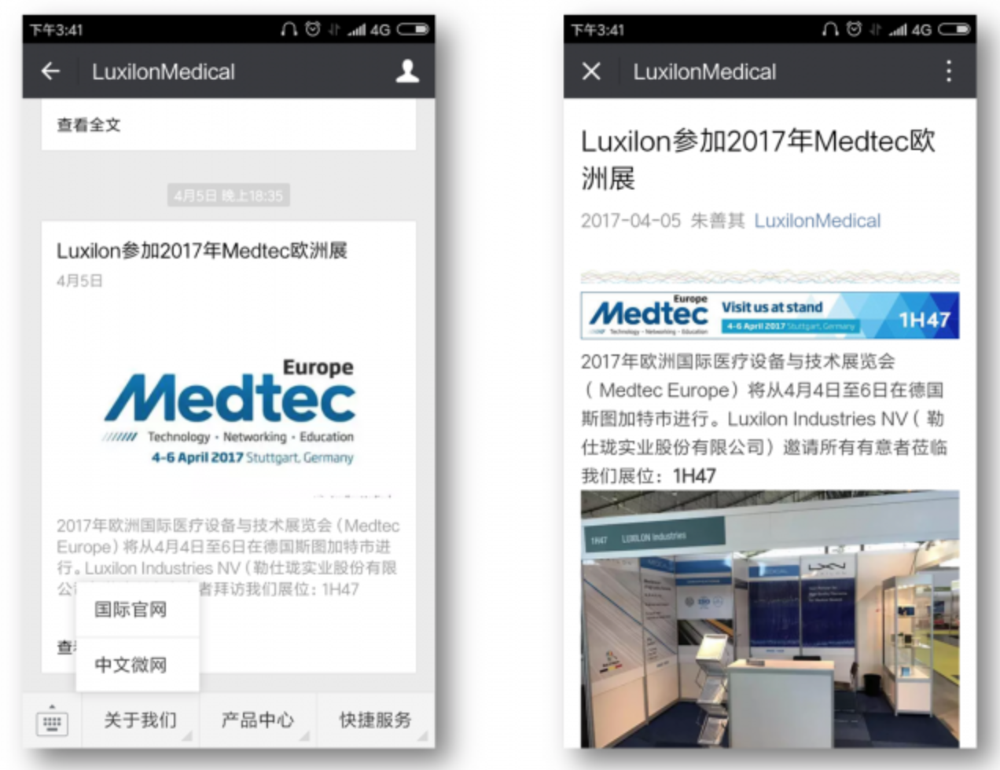 下午3:41
4G
LuxilonMedical
查看全文
4月5日 晚上18:35
Luxilon参加2017年Medtec欧洲展
4月5日
Europe
Medtec
Technology · Networking · Education
4-6 April 2017 Stuttgart, Germany
2017年欧洲国际医疗设备与技术展览会(Medtec
Europe)将从4月4日至6日在德国斯图加特市进
行。Luxilon Industries NV(勒仕珑实业股份有限
者拜访我们展位:1H47
国际官网
中文微网
关于我们
产品中心
快捷服务
下午3:41
4G
LuxilonMedical
Luxilon参加2017年Medtec欧
洲展
2017-04-05 朱善其 LuxilonMedical
Europe
Medtec
Technology · Networking · Education
Visit us at stand
4-6 April 2017 Stuttgart, Germany
1H47
2017年欧洲国际医疗设备与技术展览会
( Medtec Europe)将从4月4日至6日在德国
斯图加特市进行。Luxilon Industries NV( 勒
仕珑实业股份有限公司)邀请所有有意者莅临
我们展位:1H47
1H47 LUXILON Industries